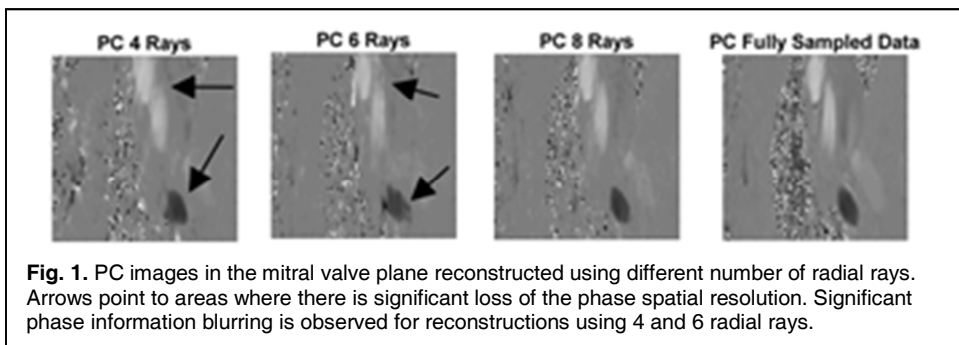 PC 4 Rays PC 6 Rays PC 8 Rays PC Fully Sampled Data
Fig. 1. PC images in the mitral valve plane reconstructed using different number of radial rays.
Arrows point to areas where there is significant loss of the phase spatial resolution. Significant
phase information blurring is observed for reconstructions using 4 and 6 radial rays.